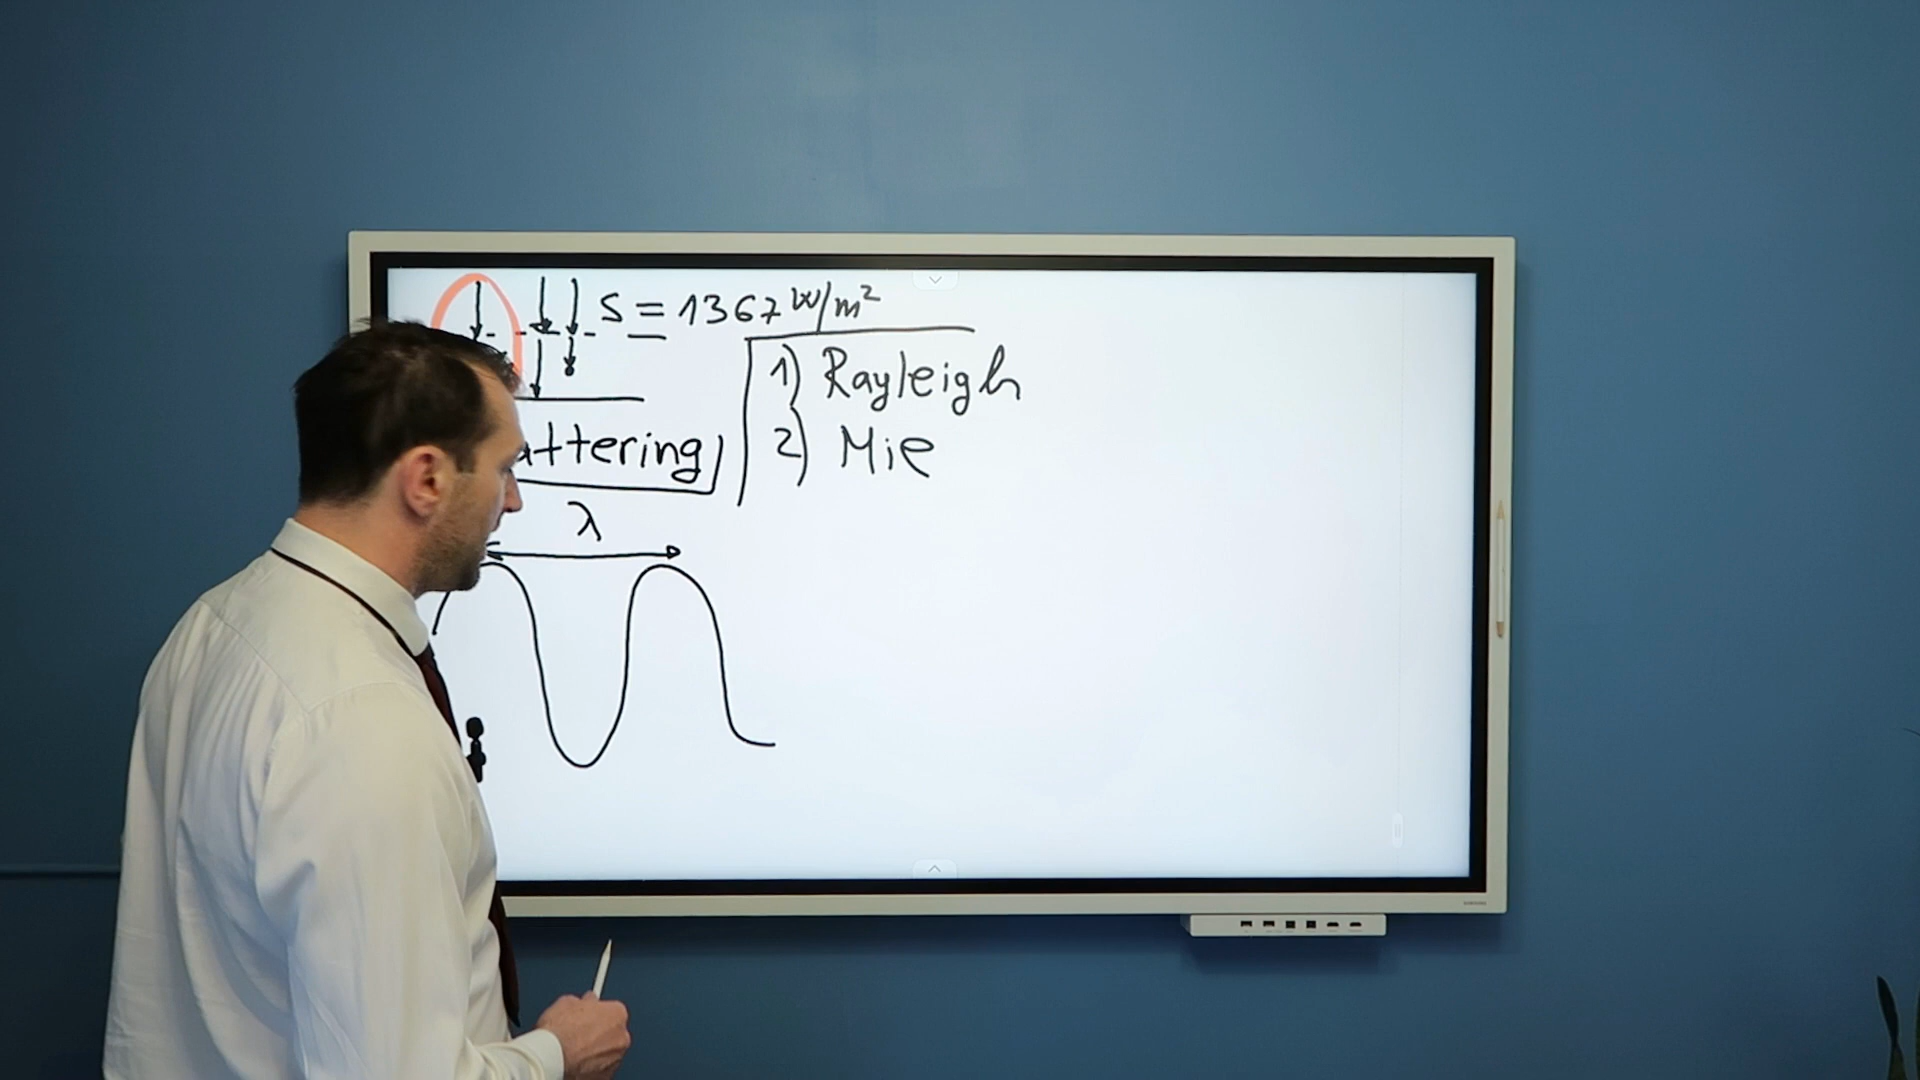 S = 1367 W/m²
1) Rayleigh
2) Mie
attering
λ